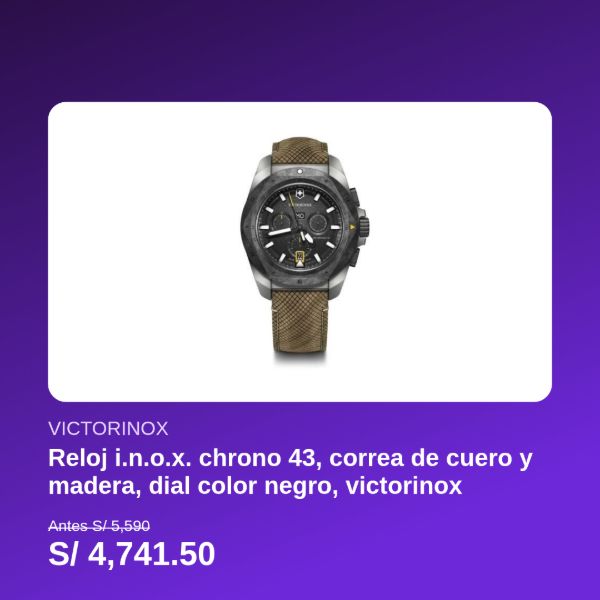 VICTORINOX
Reloj i.n.o.x. chrono 43, correa de cuero y
madera, dial color negro, victorinox
Antes S/ 5,590
S/ 4,741.50